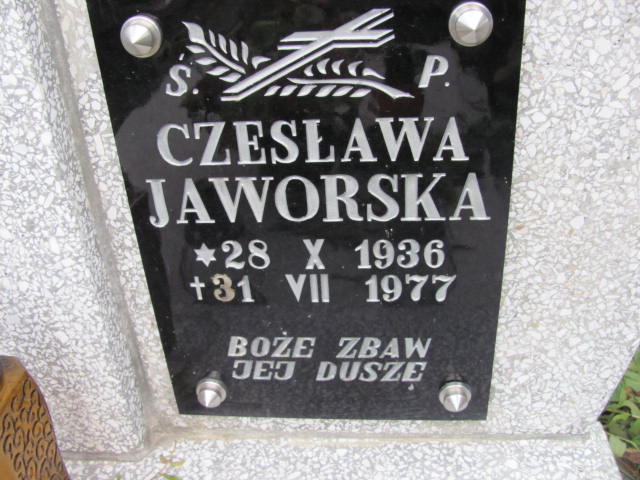 Ś. P.
CZESŁAWA
JAWORSKA
* 28 X 1936
† 31 VII 1977
BOŻE ZBAW
JEJ DUSZĘ